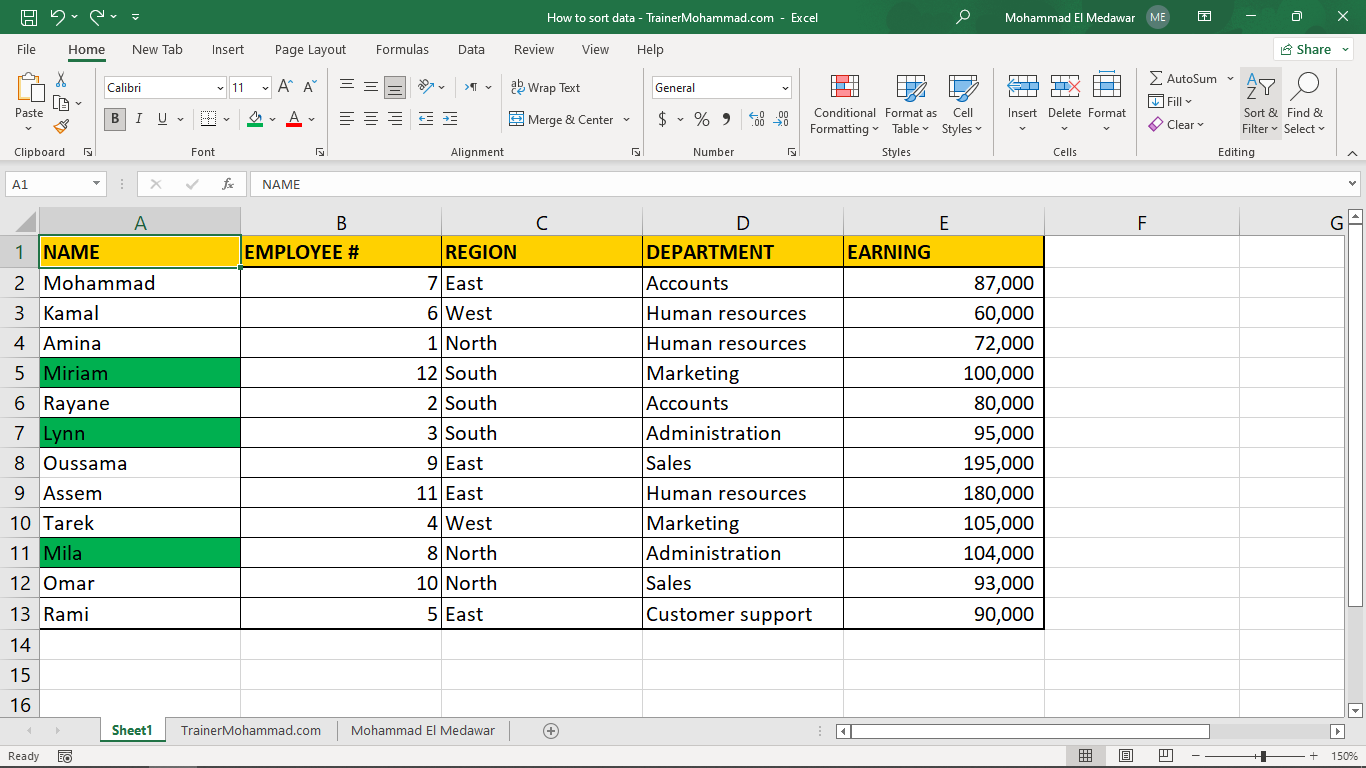 How to sort data - TrainerMohammad.com - Excel
Mohammad El Medawar ME
File Home New Tab Insert Page Layout Formulas Data Review View Help Share
Paste
Calibri 11
B I U A
A A
ab Wrap Text
Merge & Center
General
$ % 9
Conditional Formatting
Format as Table
Cell Styles
Insert Delete Format
AutoSum
Fill
Clear
Sort & Filter
Find & Select
Clipboard Font Alignment Number Styles Cells Editing
A1 fx NAME
A B C D E F G
1 NAME EMPLOYEE # REGION DEPARTMENT EARNING
2 Mohammad 7 East Accounts 87,000
3 Kamal 6 West Human resources 60,000
4 Amina 1 North Human resources 72,000
5 Miriam 12 South Marketing 100,000
6 Rayane 2 South Accounts 80,000
7 Lynn 3 South Administration 95,000
8 Oussama 9 East Sales 195,000
9 Assem 11 East Human resources 180,000
10 Tarek 4 West Marketing 105,000
11 Mila 8 North Administration 104,000
12 Omar 10 North Sales 93,000
13 Rami 5 East Customer support 90,000
14
15
16
Sheet1 TrainerMohammad.com Mohammad El Medawar
Ready 150%